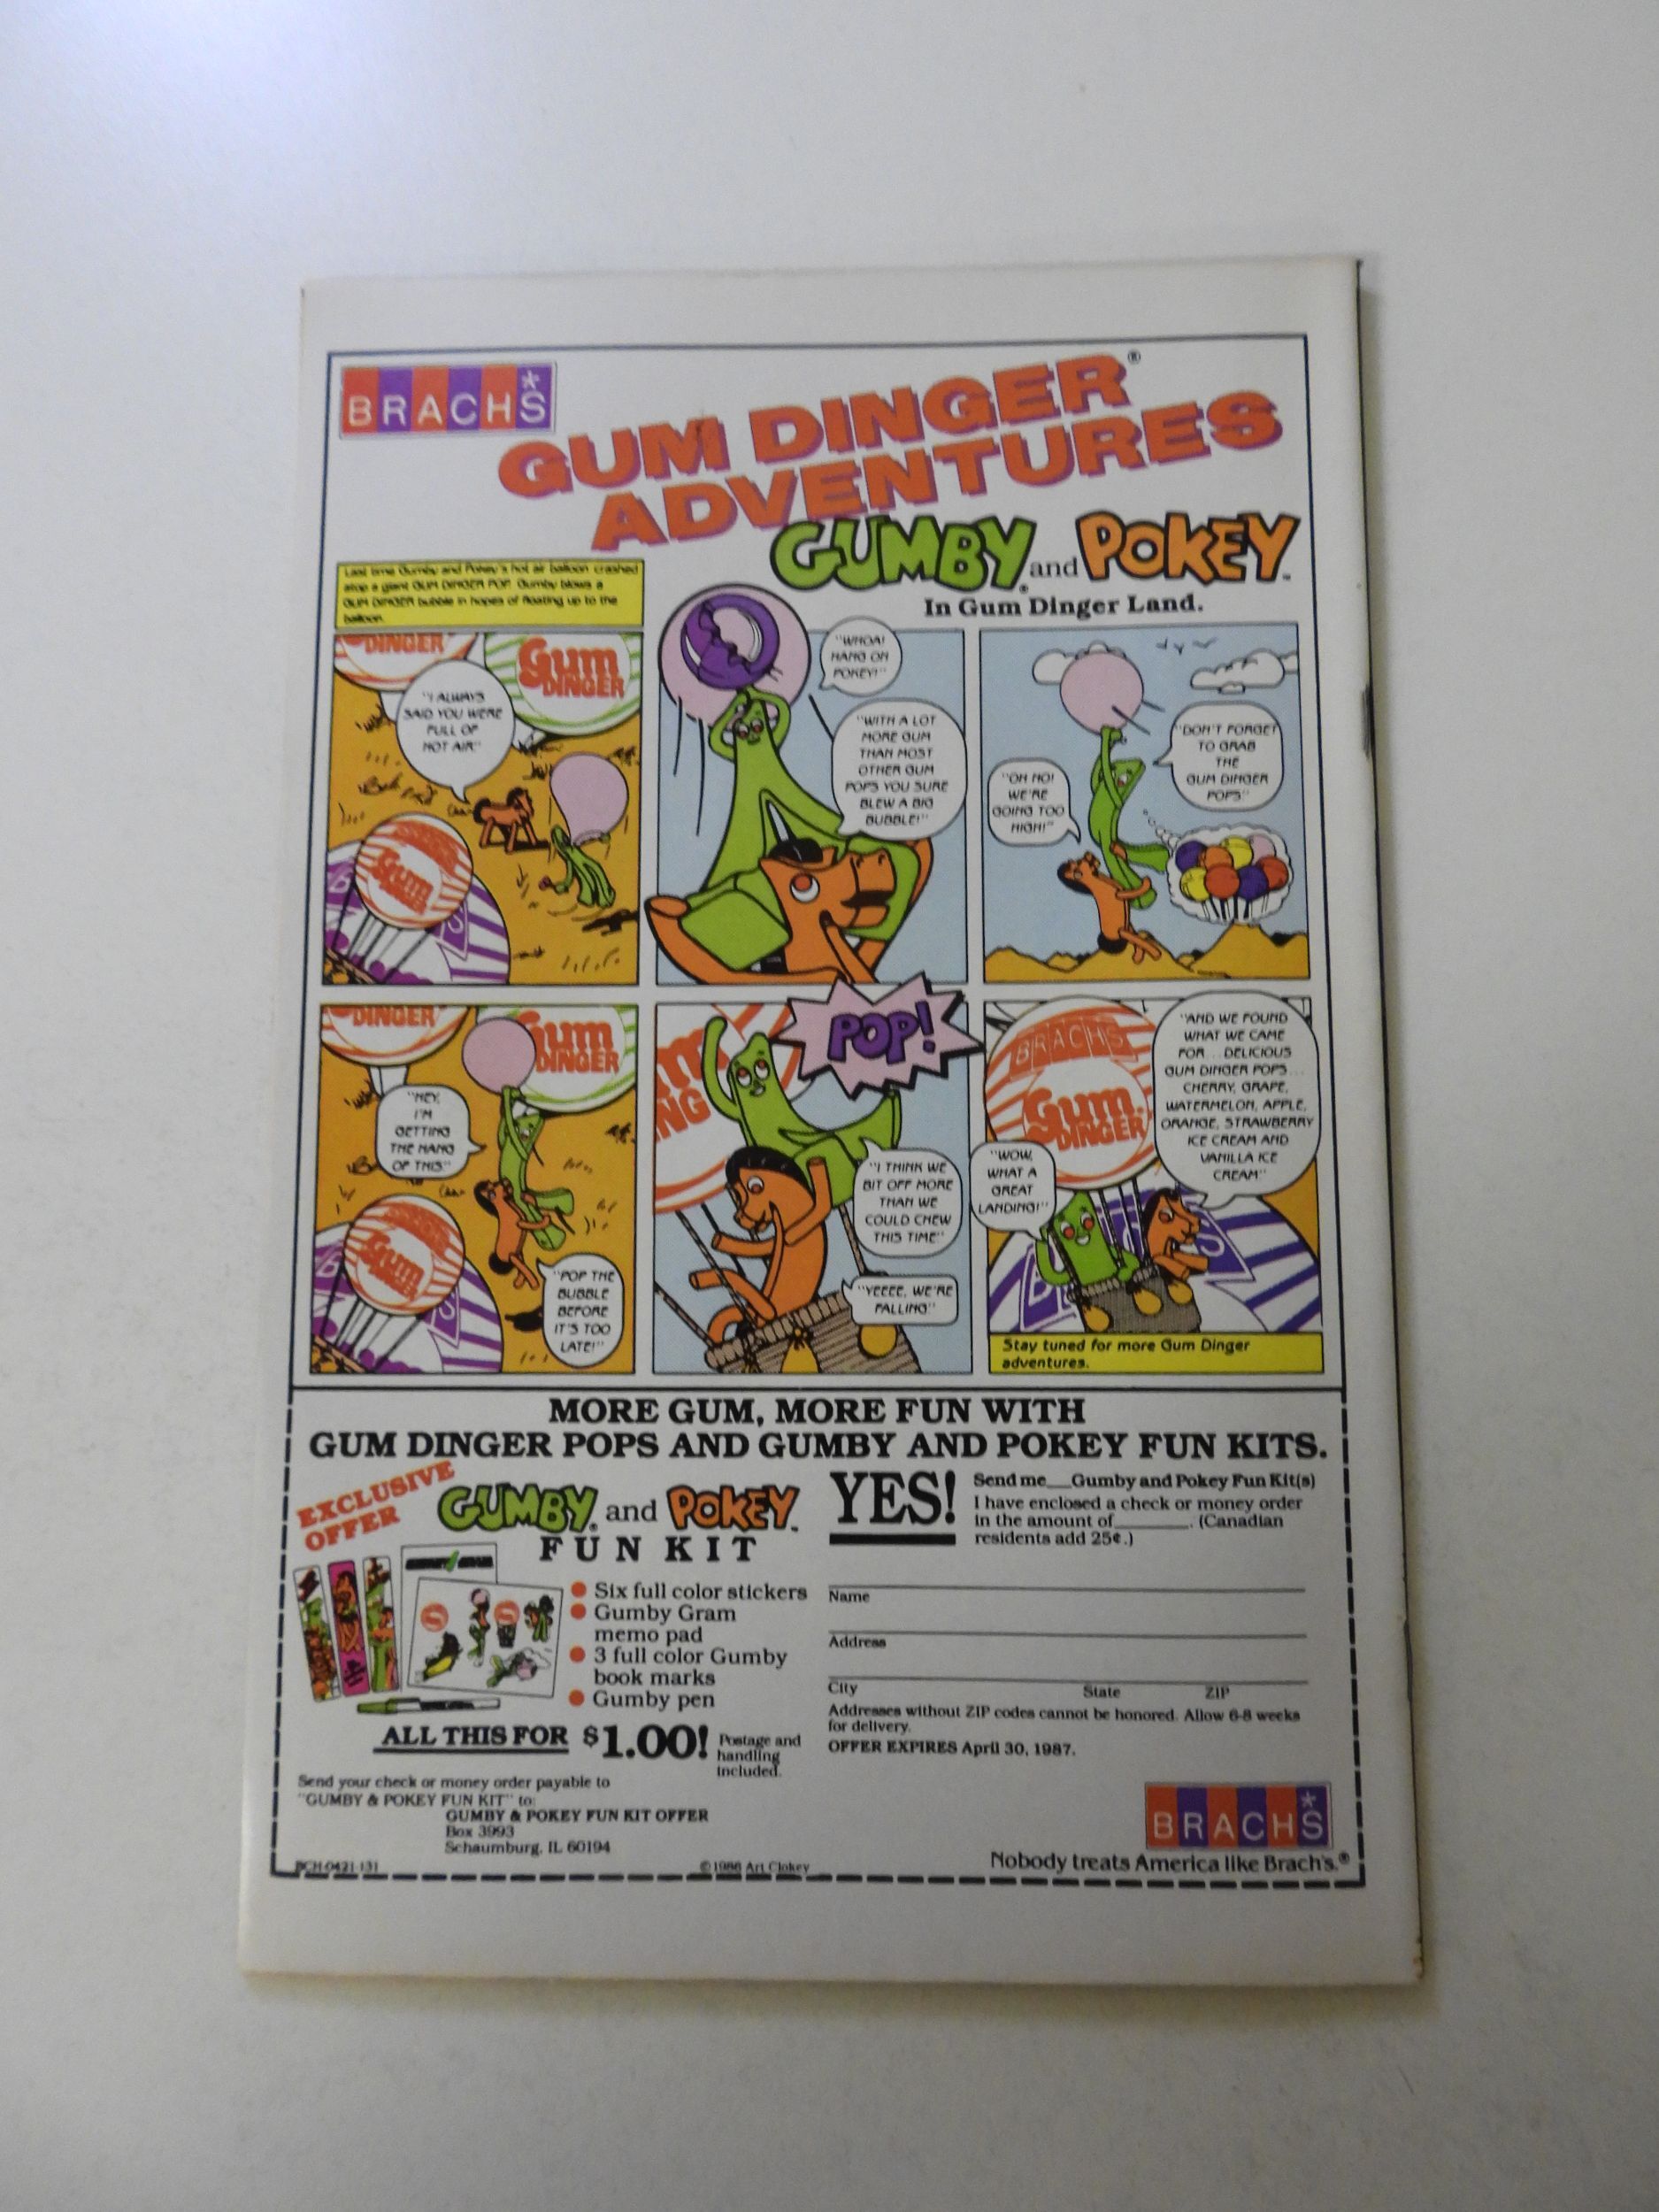 BRACH'S
GUM DINGER®
ADVENTURES
GUMBY® and POKEY™
In Gum Dinger Land.
Last time Gumby and Pokey's hot air balloon crashed
atop a giant GUM DINGER POP. Gumby blows a
GUM DINGER bubble in hopes of floating up to the
balloon.
DINGER
Gum
DINGER
"I ALWAYS
SAID YOU WERE
FULL OF
HOT AIR"
Gum
"WHOA!
HANG ON
POKEY!"
"WITH A LOT
MORE GUM
THAN MOST
OTHER GUM
POPS YOU SURE
BLEW A BIG
BUBBLE!"
"OH NO!
WE'RE
GOING TOO
HIGH!"
"DON'T FORGET
TO GRAB
THE
GUM DINGER
POPS"
DINGER
Gum
DINGER
"HEY,
I'M
GETTING
THE HANG
OF THIS."
Gum
"POP THE
BUBBLE
BEFORE
IT'S TOO
LATE!"
POP!
"I THINK WE
BIT OFF MORE
THAN WE
COULD CHEW
THIS TIME"
"YEEEE, WE'RE
FALLING"
BRACHS
Gum
DINGER
"WOW,
WHAT A
GREAT
LANDING!"
"AND WE FOUND
WHAT WE CAME
FOR... DELICIOUS
GUM DINGER POPS...
CHERRY, GRAPE,
WATERMELON, APPLE,
ORANGE, STRAWBERRY
ICE CREAM AND
VANILLA ICE
CREAM"
Stay tuned for more Gum Dinger
adventures.
MORE GUM, MORE FUN WITH
GUM DINGER POPS AND GUMBY AND POKEY FUN KITS.
EXCLUSIVE
OFFER
GUMBY® and POKEY™
FUN KIT
Six full color stickers
Gumby Gram
memo pad
3 full color Gumby
book marks
Gumby pen
ALL THIS FOR $1.00! Postage and
handling
included.
Send your check or money order payable to
"GUMBY & POKEY FUN KIT" to:
GUMBY & POKEY FUN KIT OFFER
Box 3993
Schaumburg, IL 60194
BCH-0421-131
© 1986 Art Clokey
YES! Send me__Gumby and Pokey Fun Kit(s)
I have enclosed a check or money order
in the amount of________. (Canadian
residents add 25¢.)
Name
Address
City State ZIP
Addresses without ZIP codes cannot be honored. Allow 6-8 weeks
for delivery.
OFFER EXPIRES April 30, 1987.
BRACH'S
Nobody treats America like Brach's.®